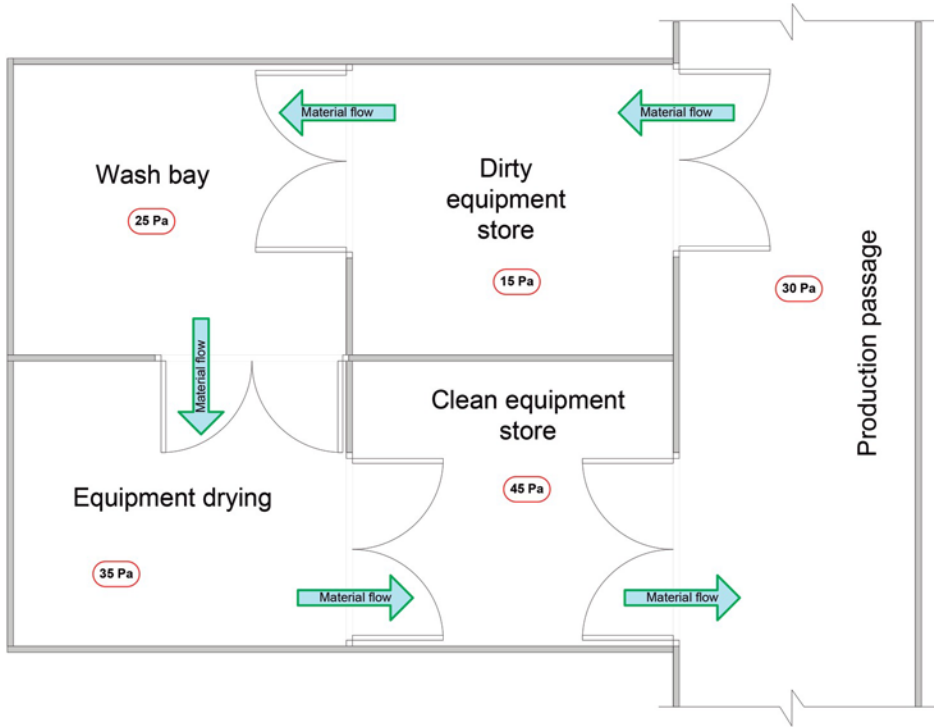 Material flow
Material flow
Wash bay
25 Pa
Dirty
equipment
store
15 Pa
Production passage
30 Pa
Material flow
Clean equipment
store
45 Pa
Equipment drying
35 Pa
Material flow
Material flow